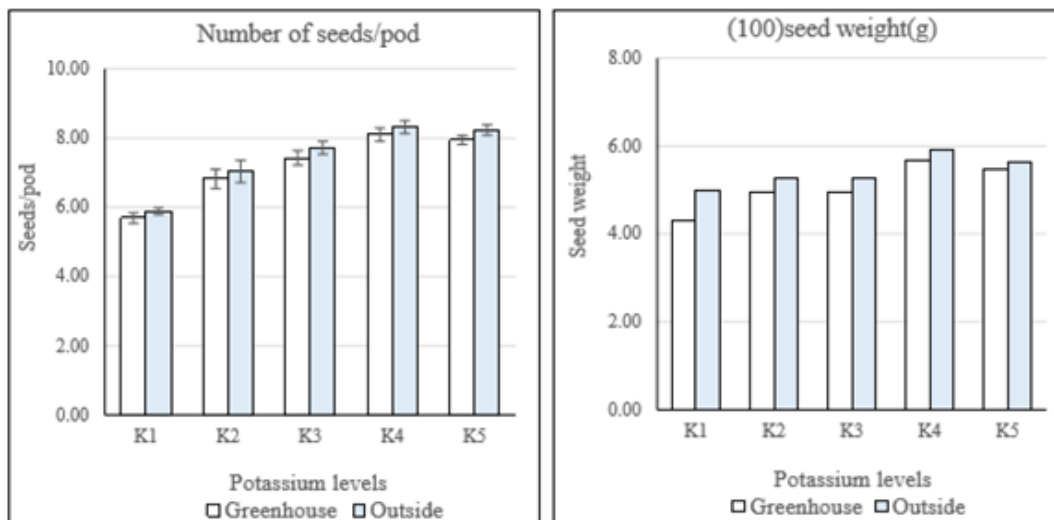 Number of seeds/pod
10.00
8.00
6.00
4.00
2.00
0.00
Seeds/pod
K1 K2 K3 K4 K5
Potassium levels
Greenhouse Outside
(100)seed weight(g)
8.00
6.00
4.00
2.00
0.00
Seed weight
K1 K2 K3 K4 K5
Potassium levels
Greenhouse Outside